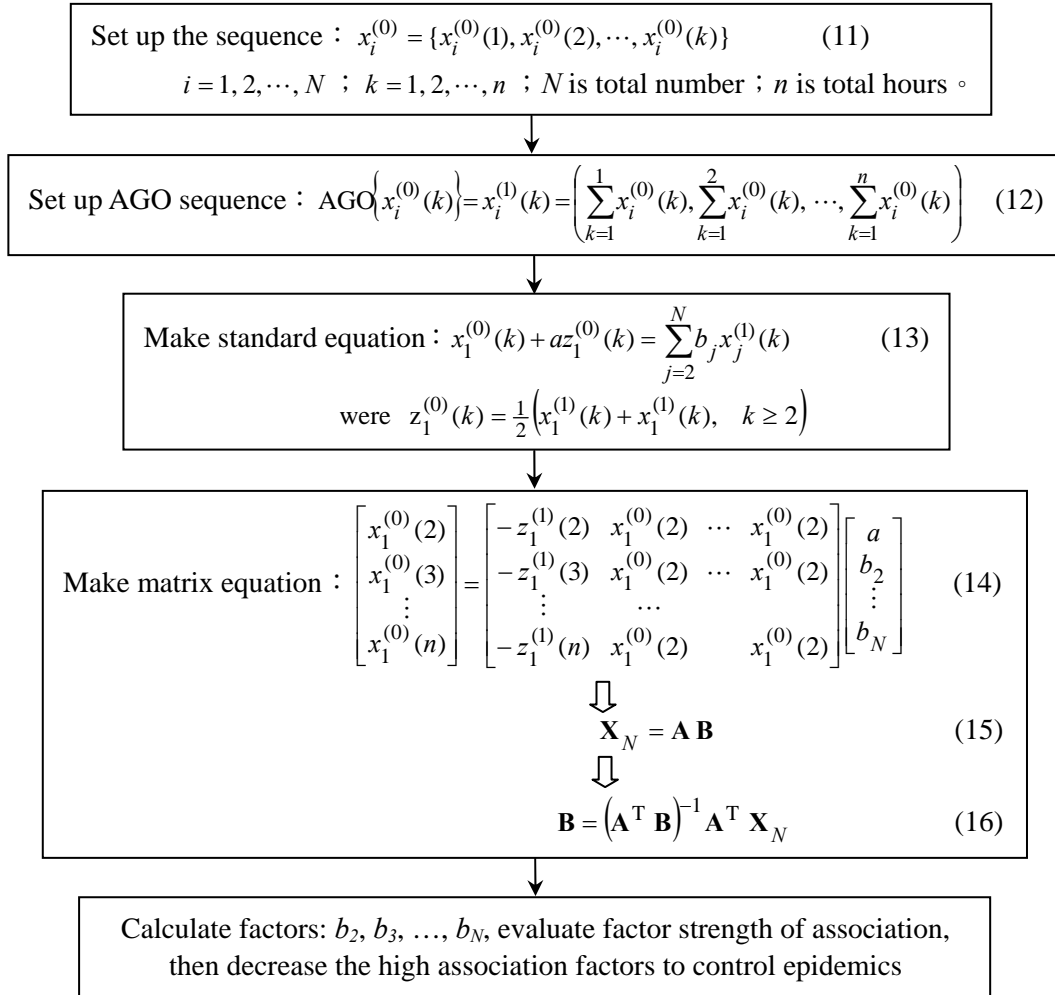 Set up the sequence： x_i^{(0)} = {x_i^{(0)}(1), x_i^{(0)}(2), ⋯, x_i^{(0)}(k)} (11)
i = 1, 2, ⋯, N ； k = 1, 2, ⋯, n ； N is total number；n is total hours。
Set up AGO sequence： AGO{x_i^{(0)}(k)} = x_i^{(1)}(k) = (∑_{k=1}^{1} x_i^{(0)}(k), ∑_{k=1}^{2} x_i^{(0)}(k), ⋯, ∑_{k=1}^{n} x_i^{(0)}(k)) (12)
Make standard equation： x_1^{(0)}(k) + az_1^{(0)}(k) = ∑_{j=2}^{N} b_j x_j^{(1)}(k) (13)
were z_1^{(0)}(k) = ½(x_1^{(1)}(k) + x_1^{(1)}(k), k ≥ 2)
Make matrix equation： [x_1^{(0)}(2); x_1^{(0)}(3); ⋮; x_1^{(0)}(n)] = [−z_1^{(1)}(2) x_1^{(0)}(2) ⋯ x_1^{(0)}(2); −z_1^{(1)}(3) x_1^{(0)}(2) ⋯ x_1^{(0)}(2); ⋮ ⋯; −z_1^{(1)}(n) x_1^{(0)}(2) x_1^{(0)}(2)] [a; b_2; ⋮; b_N] (14)
X_N = A B (15)
B = (A^T B)^{−1} A^T X_N (16)
Calculate factors: b_2, b_3, …, b_N, evaluate factor strength of association,
then decrease the high association factors to control epidemics